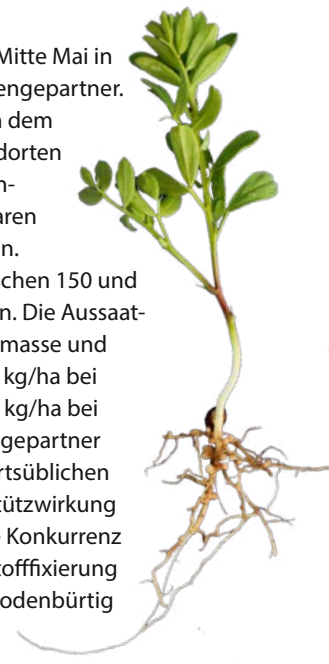 Mitte Mai in
engepartner.
dem
dorten
n-
aren
n.
schen 150 und
n. Die Aussaat-
masse und
kg/ha bei
kg/ha bei
gepartner
rtsüblichen
tützwirkung
Konkurrenz
tofffixierung
odenbürtig